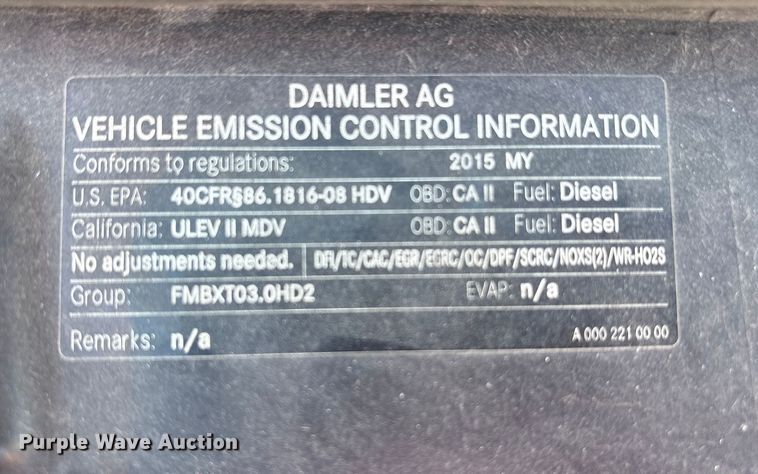 DAIMLER AG
VEHICLE EMISSION CONTROL INFORMATION
Conforms to regulations: 2015 MY
U.S. EPA: 40CFR§86.1816-08 HDV OBD: CA II Fuel: Diesel
California: ULEV II MDV OBD: CA II Fuel: Diesel
No adjustments needed. DFI/TC/CAC/EGR/EGRC/OC/DPF/SCRC/NOXS(2)/WR-HO2S
Group: FMBXT03.0HD2 EVAP: n/a
Remarks: n/a A 000 221 00 00
Purple Wave Auction